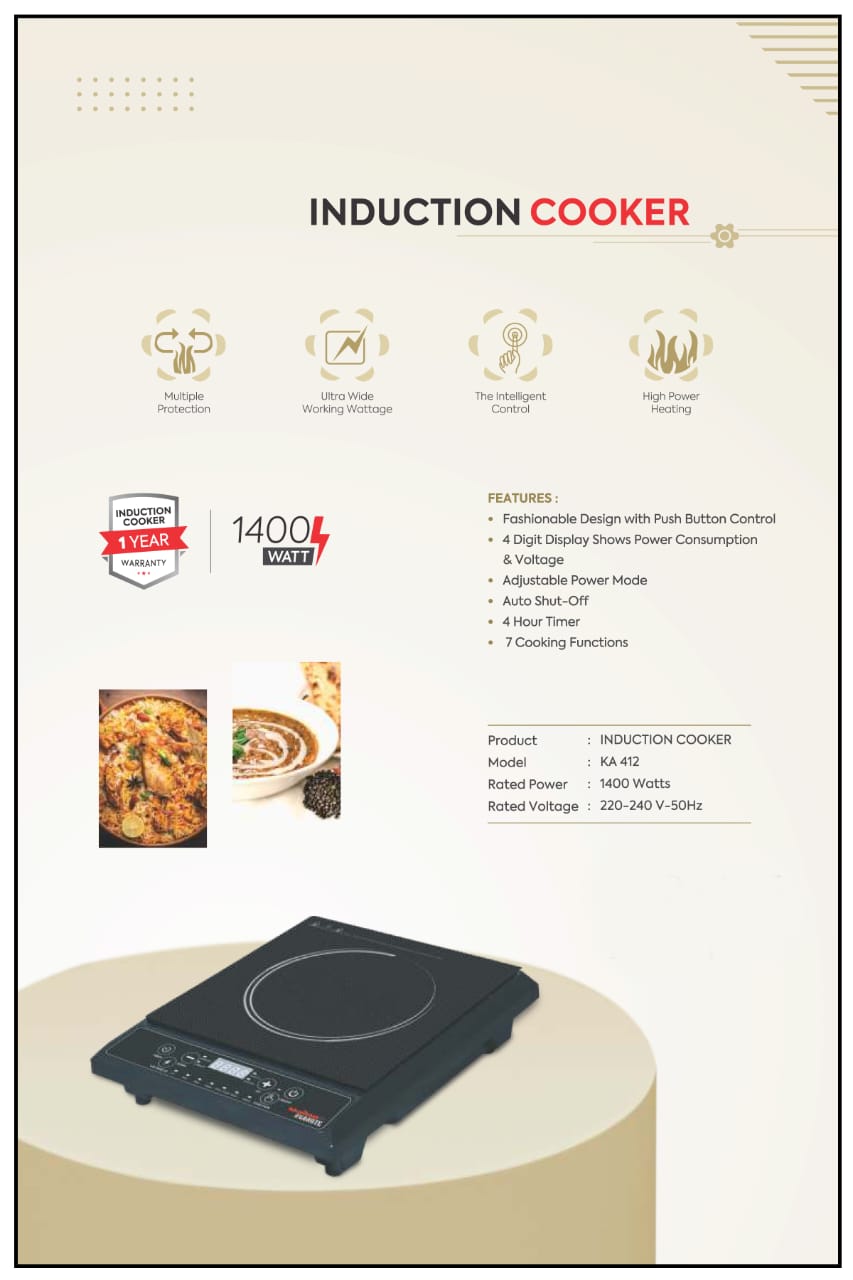 INDUCTION COOKER
Multiple
Protection
Ultra Wide
Working Wattage
The Intelligent
Control
High Power
Heating
INDUCTION
COOKER
1 YEAR
WARRANTY
1400
WATT
FEATURES :
• Fashionable Design with Push Button Control
• 4 Digit Display Shows Power Consumption
& Voltage
• Adjustable Power Mode
• Auto Shut-Off
• 4 Hour Timer
• 7 Cooking Functions
Product : INDUCTION COOKER
Model : KA 412
Rated Power : 1400 Watts
Rated Voltage : 220-240 V-50Hz